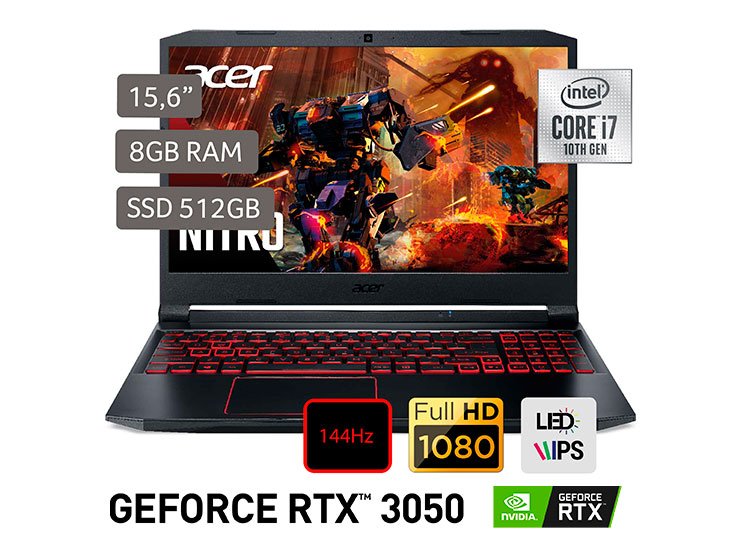 acer
15,6”
8GB RAM
SSD 512GB
NITRO
intel
CORE i7
10TH GEN
acer
144Hz
Full HD
1080
LED
IPS
GEFORCE RTX™ 3050
NVIDIA.
GEFORCE
RTX